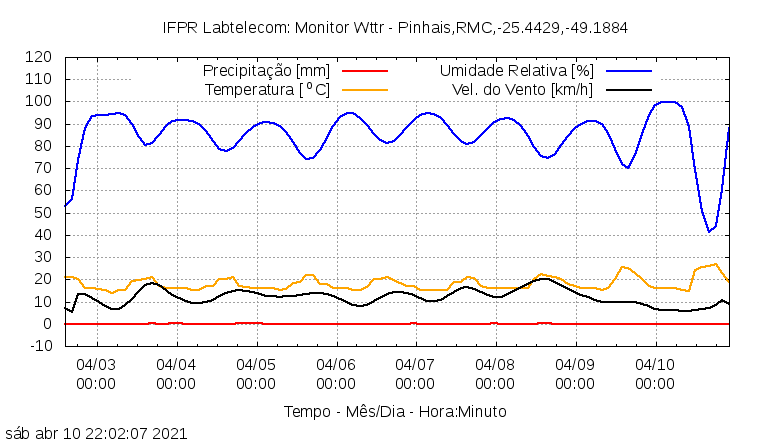 IFPR Labtelecom: Monitor Wttr - Pinhais,RMC,-25.4429,-49.1884
120
110
100
90
80
70
60
50
40
30
20
10
0
-10
Precipitação [mm]
Temperatura [ ⁰C]
Umidade Relativa [%]
Vel. do Vento [km/h]
04/03 04/04 04/05 04/06 04/07 04/08 04/09 04/10
00:00 00:00 00:00 00:00 00:00 00:00 00:00 00:00
Tempo - Mês/Dia - Hora:Minuto
sáb abr 10 22:02:07 2021